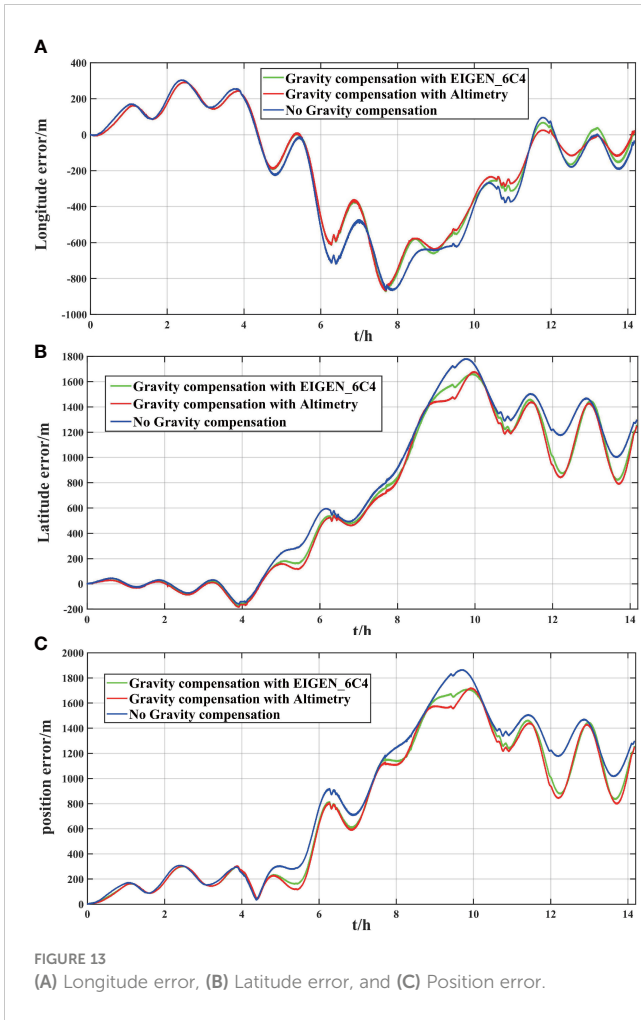 A
400
200
0
-200
-400
-600
-800
-1000
Longitude error/m
Gravity compensation with EIGEN_6C4
Gravity compensation with Altimetry
No Gravity compensation
0 2 4 6 8 10 12 14
t/h
B
1800
1600
1400
1200
1000
800
600
400
200
0
-200
Latitude error/m
Gravity compensation with EIGEN_6C4
Gravity compensation with Altimetry
No Gravity compensation
0 2 4 6 8 10 12 14
t/h
C
2000
1800
1600
1400
1200
1000
800
600
400
200
0
position error/m
Gravity compensation with EIGEN_6C4
Gravity compensation with Altimetry
No Gravity compensation
0 2 4 6 8 10 12 14
t/h
FIGURE 13
(A) Longitude error, (B) Latitude error, and (C) Position error.